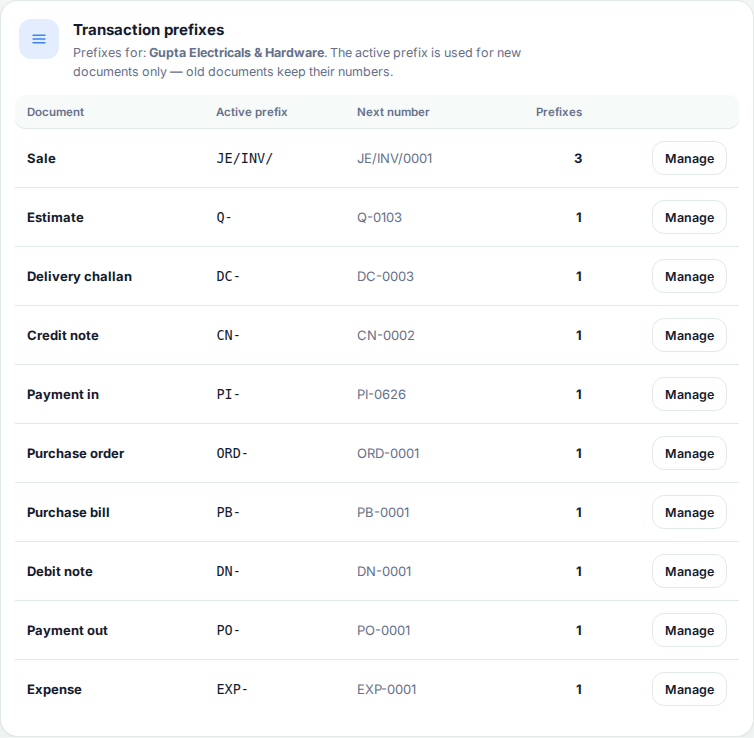 Transaction prefixes
Prefixes for: Gupta Electricals & Hardware. The active prefix is used for new
documents only — old documents keep their numbers.
Document Active prefix Next number Prefixes
Sale JE/INV/ JE/INV/0001 3 Manage
Estimate Q- Q-0103 1 Manage
Delivery challan DC- DC-0003 1 Manage
Credit note CN- CN-0002 1 Manage
Payment in PI- PI-0626 1 Manage
Purchase order ORD- ORD-0001 1 Manage
Purchase bill PB- PB-0001 1 Manage
Debit note DN- DN-0001 1 Manage
Payment out PO- PO-0001 1 Manage
Expense EXP- EXP-0001 1 Manage